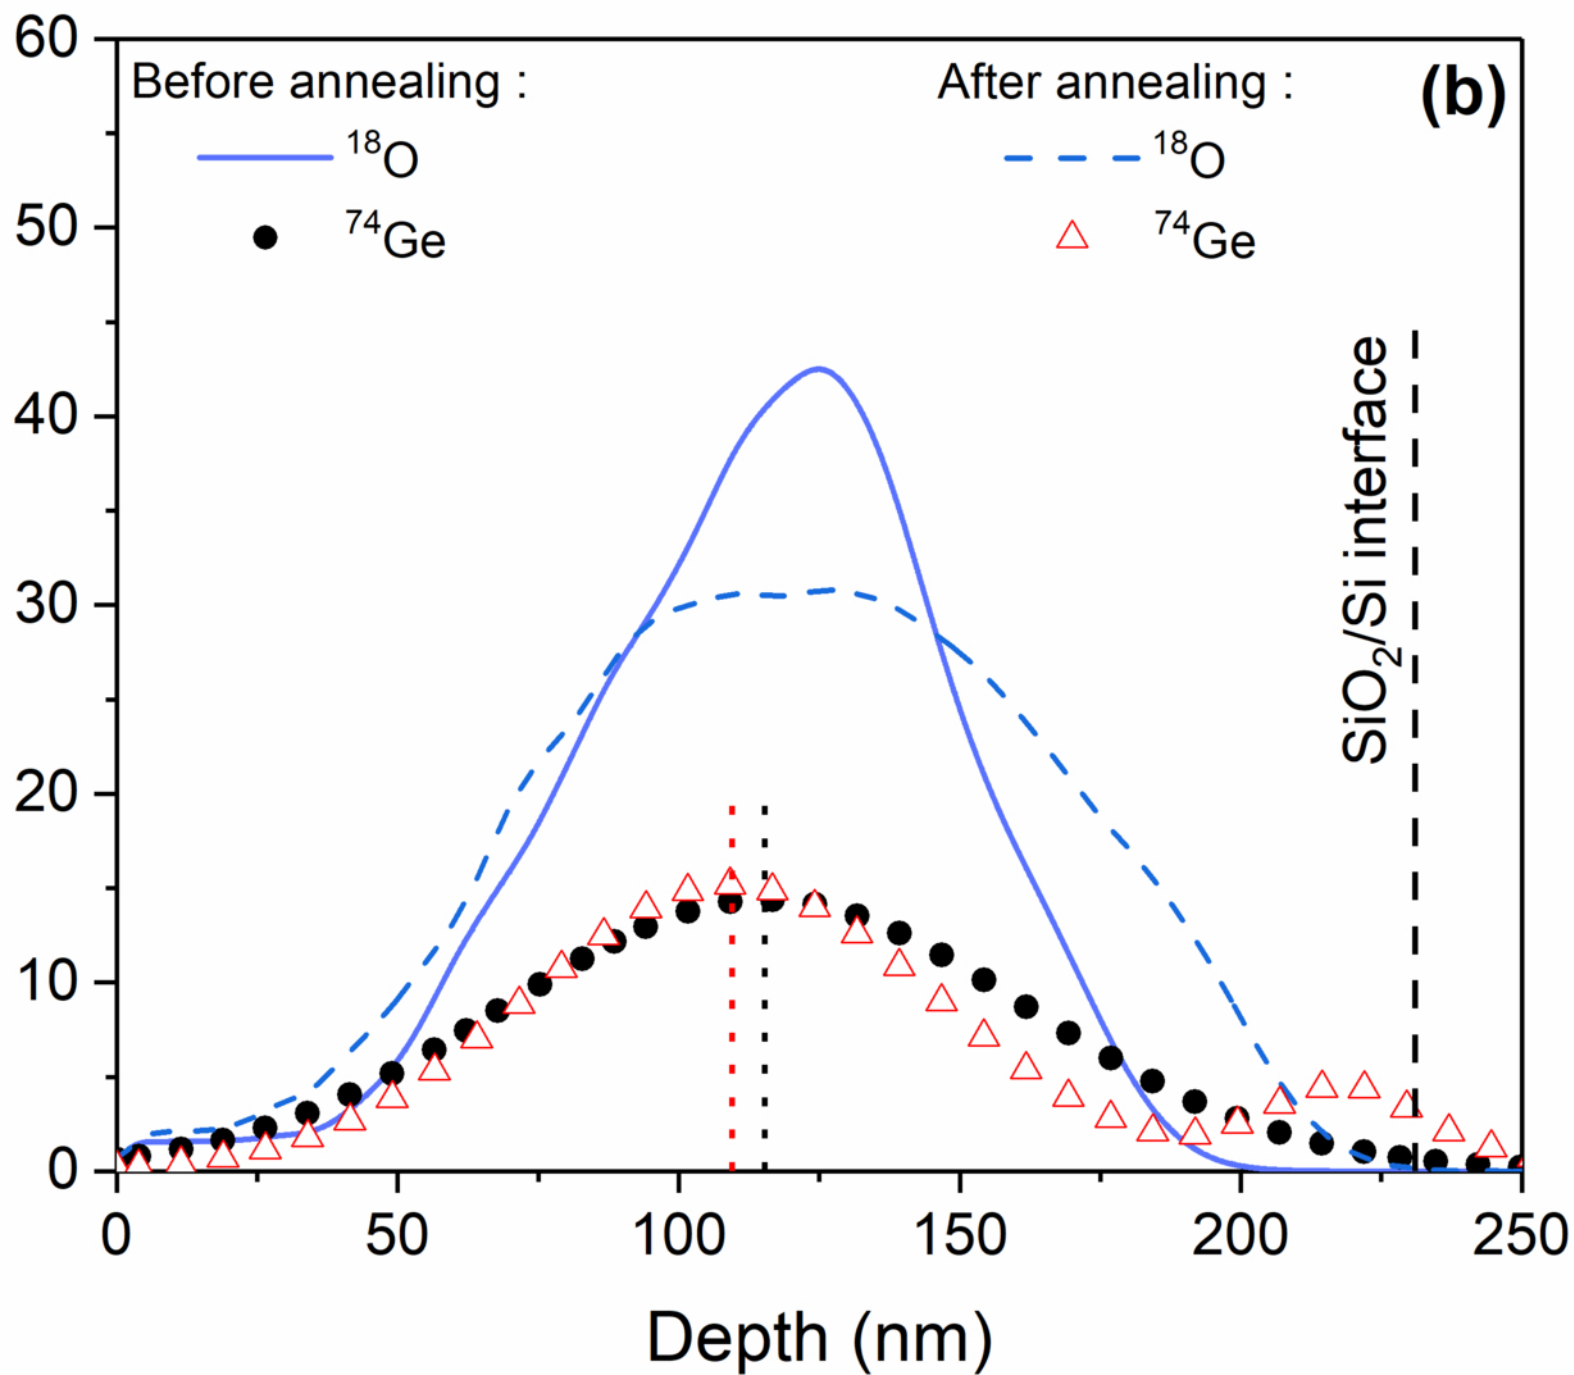 60
50
40
30
20
10
0
Before annealing :
¹⁸O
⁷⁴Ge
After annealing :
¹⁸O
⁷⁴Ge
(b)
SiO₂/Si interface
0 50 100 150 200 250
Depth (nm)